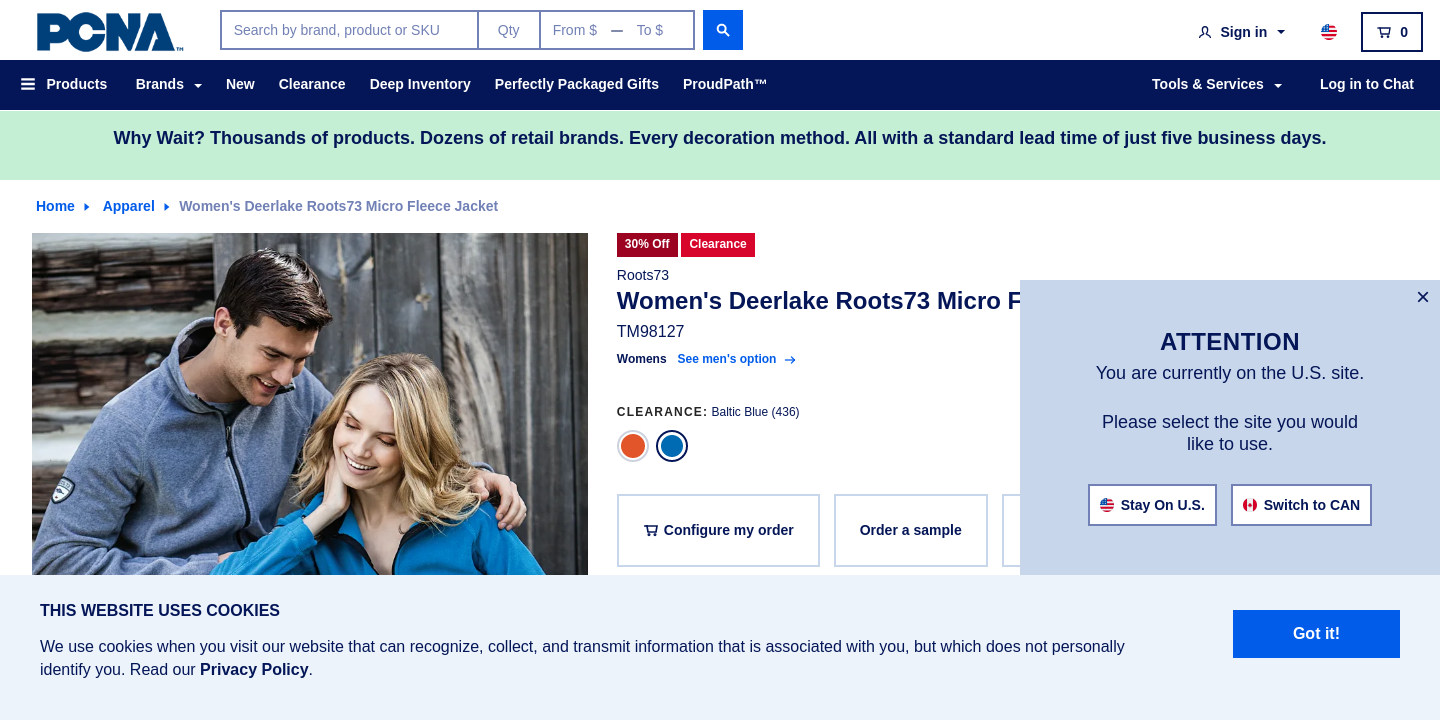 PCNA™
Search by brand, product or SKU
Qty
From $ — To $
Sign in
0
Products
Brands
New
Clearance
Deep Inventory
Perfectly Packaged Gifts
ProudPath™
Tools & Services
Log in to Chat
Why Wait? Thousands of products. Dozens of retail brands. Every decoration method. All with a standard lead time of just five business days.
Home
Apparel
Women's Deerlake Roots73 Micro Fleece Jacket
30% Off
Clearance
Roots73
Women's Deerlake Roots73 Micro F
TM98127
Womens See men's option
CLEARANCE: Baltic Blue (436)
Configure my order
Order a sample
×
ATTENTION
You are currently on the U.S. site.
Please select the site you would
like to use.
Stay On U.S.
Switch to CAN
THIS WEBSITE USES COOKIES
We use cookies when you visit our website that can recognize, collect, and transmit information that is associated with you, but which does not personally
identify you. Read our Privacy Policy.
Got it!